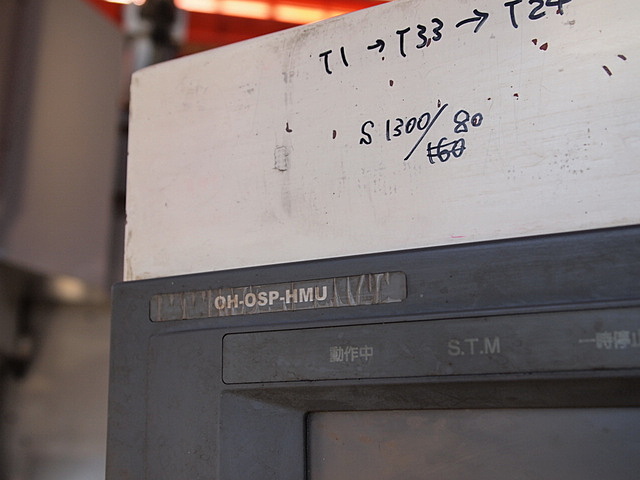 T1 → T33 → T24
S 1300/80
160
OH-OSP-HMU
動作中 S.T.M 一時停止